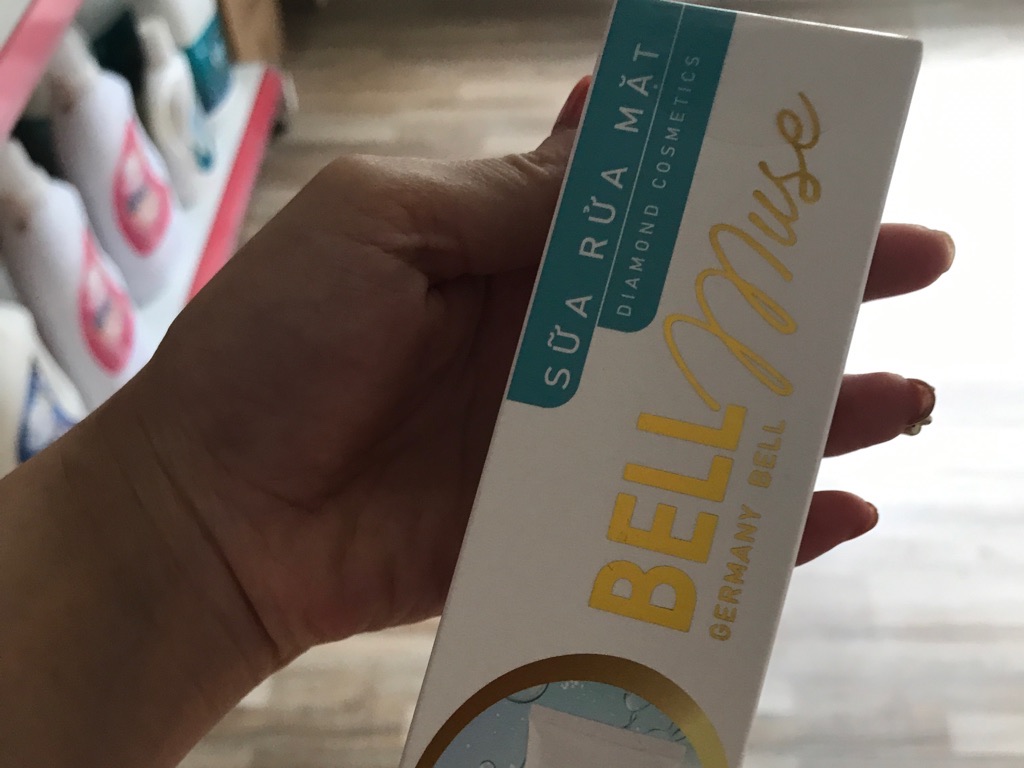 SỮA RỬA MẶT
DIAMOND COSMETICS
BELL Muse
GERMANY BELL